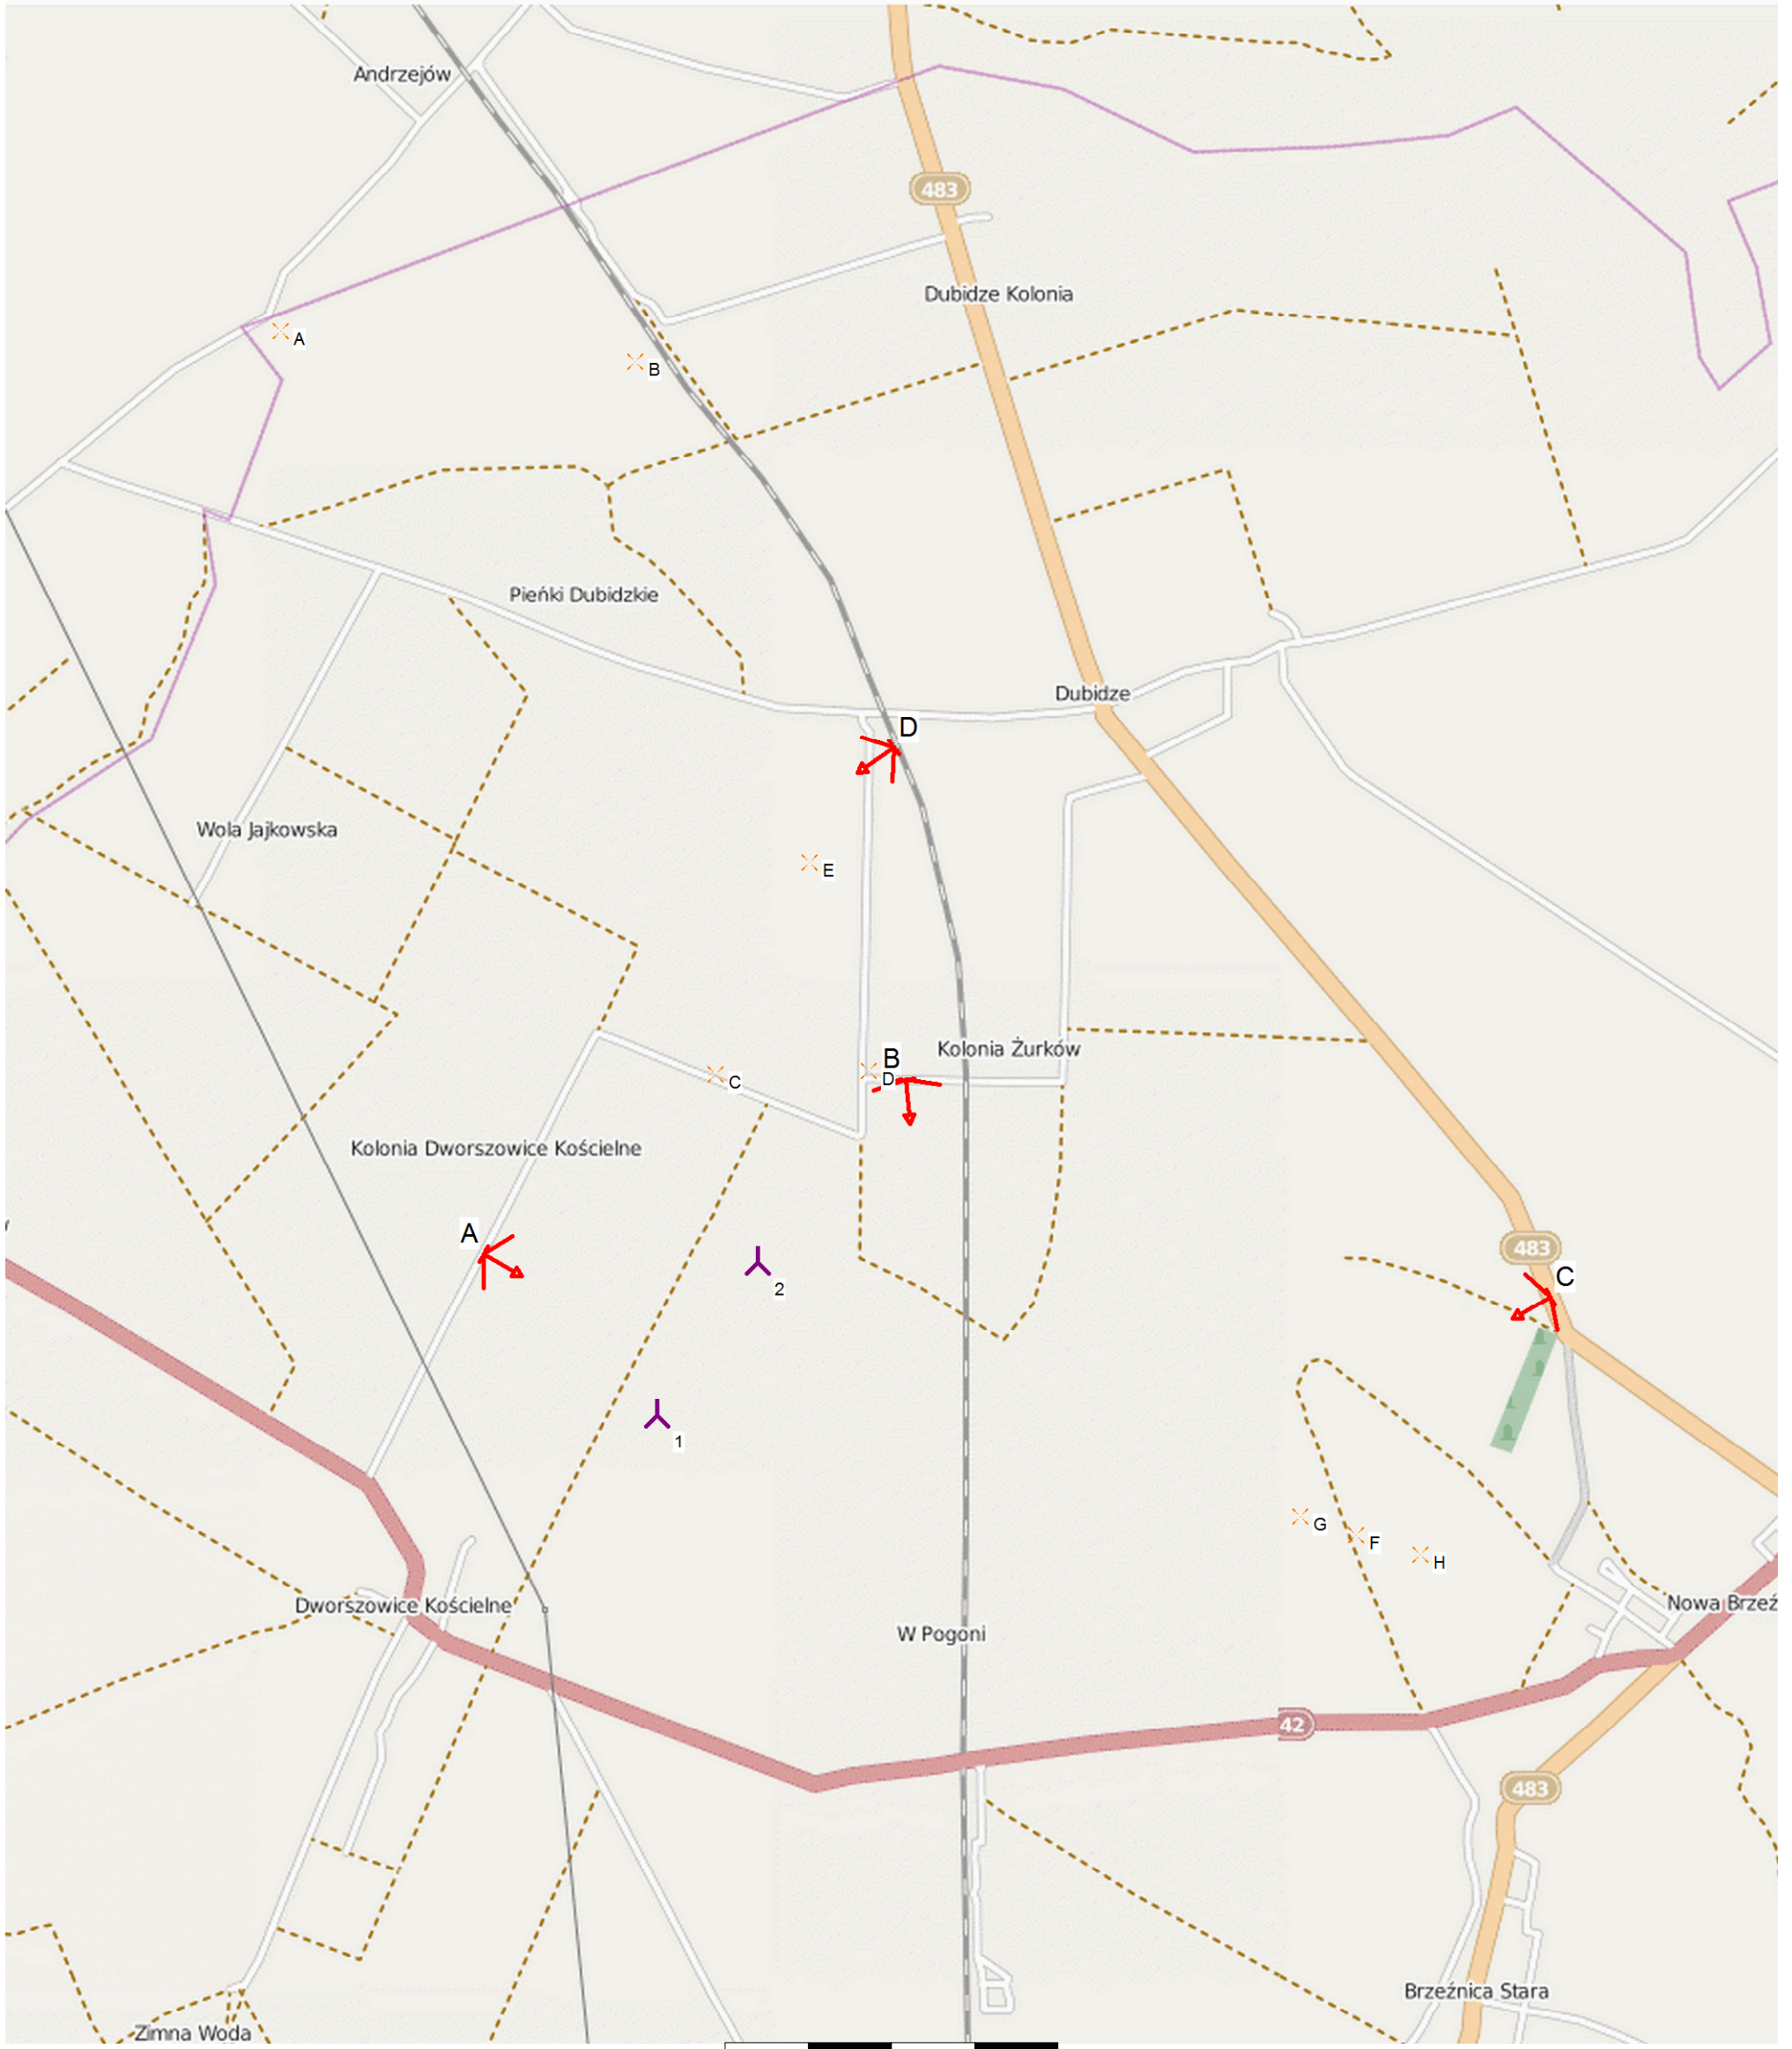 Andrzejów
483
Dubidze Kolonia
A
B
Pieńki Dubidzkie
Dubidze
D
Wola Jajkowska
E
Kolonia Żurków
B
C
D
Kolonia Dworszowice Kościelne
A
483
C
2
1
G
F
H
Dworszowice Kościelne
Nowa Brzeź
W Pogoni
42
483
Brzeźnica Stara
Zimna Woda